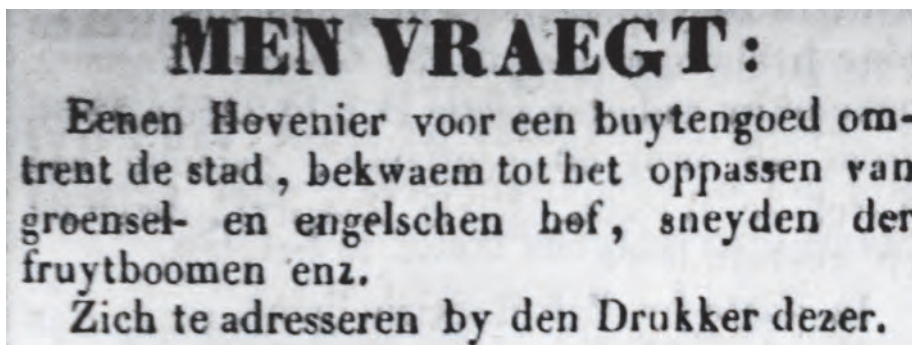 MEN VRAEGT:
Eenen Hovenier voor een buytengoed om-
trent de stad, bekwaem tot het oppassen van
groensel- en engelschen hof, sneyden der
fruytboomen enz.
Zich te adresseren by den Drukker dezer.